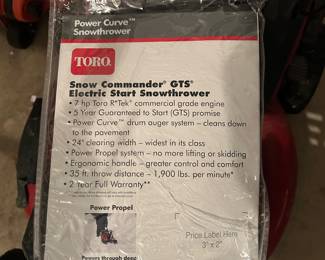 Power Curve™
Snowthrower
TORO
Snow Commander® GTS®
Electric Start Snowthrower
• 7 hp Toro R*Tek® commercial grade engine
• 5 Year Guaranteed to Start (GTS) promise
• Power Curve™ drum auger system – cleans down
to the pavement
• 24" clearing width – widest in its class
• Power Propel system – no more lifting or skidding
• Ergonomic handle – greater control and comfort
• 35 ft. throw distance – 1,900 lbs. per minute*
• 2 Year Full Warranty**
Power Propel
Price Label Here
3" x 2"
Powers through deep